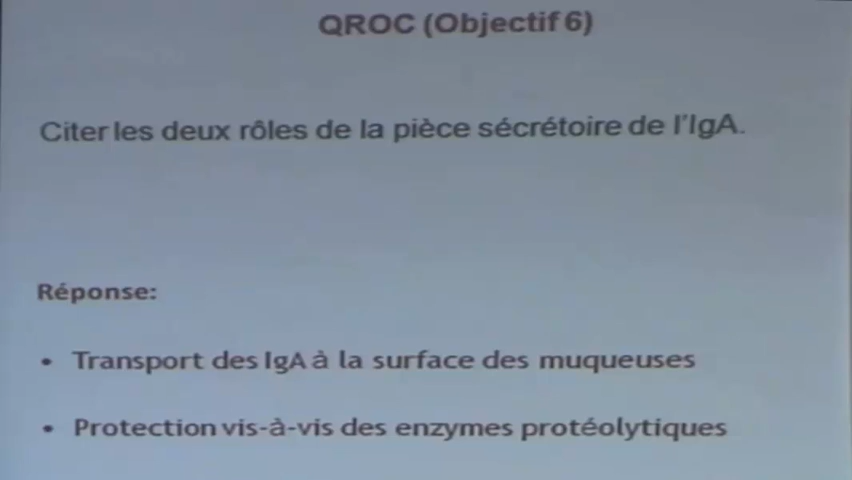 QROC (Objectif 6)
Citer les deux rôles de la pièce sécrétoire de l'IgA.
Réponse:
• Transport des IgA à la surface des muqueuses
• Protection vis-à-vis des enzymes protéolytiques